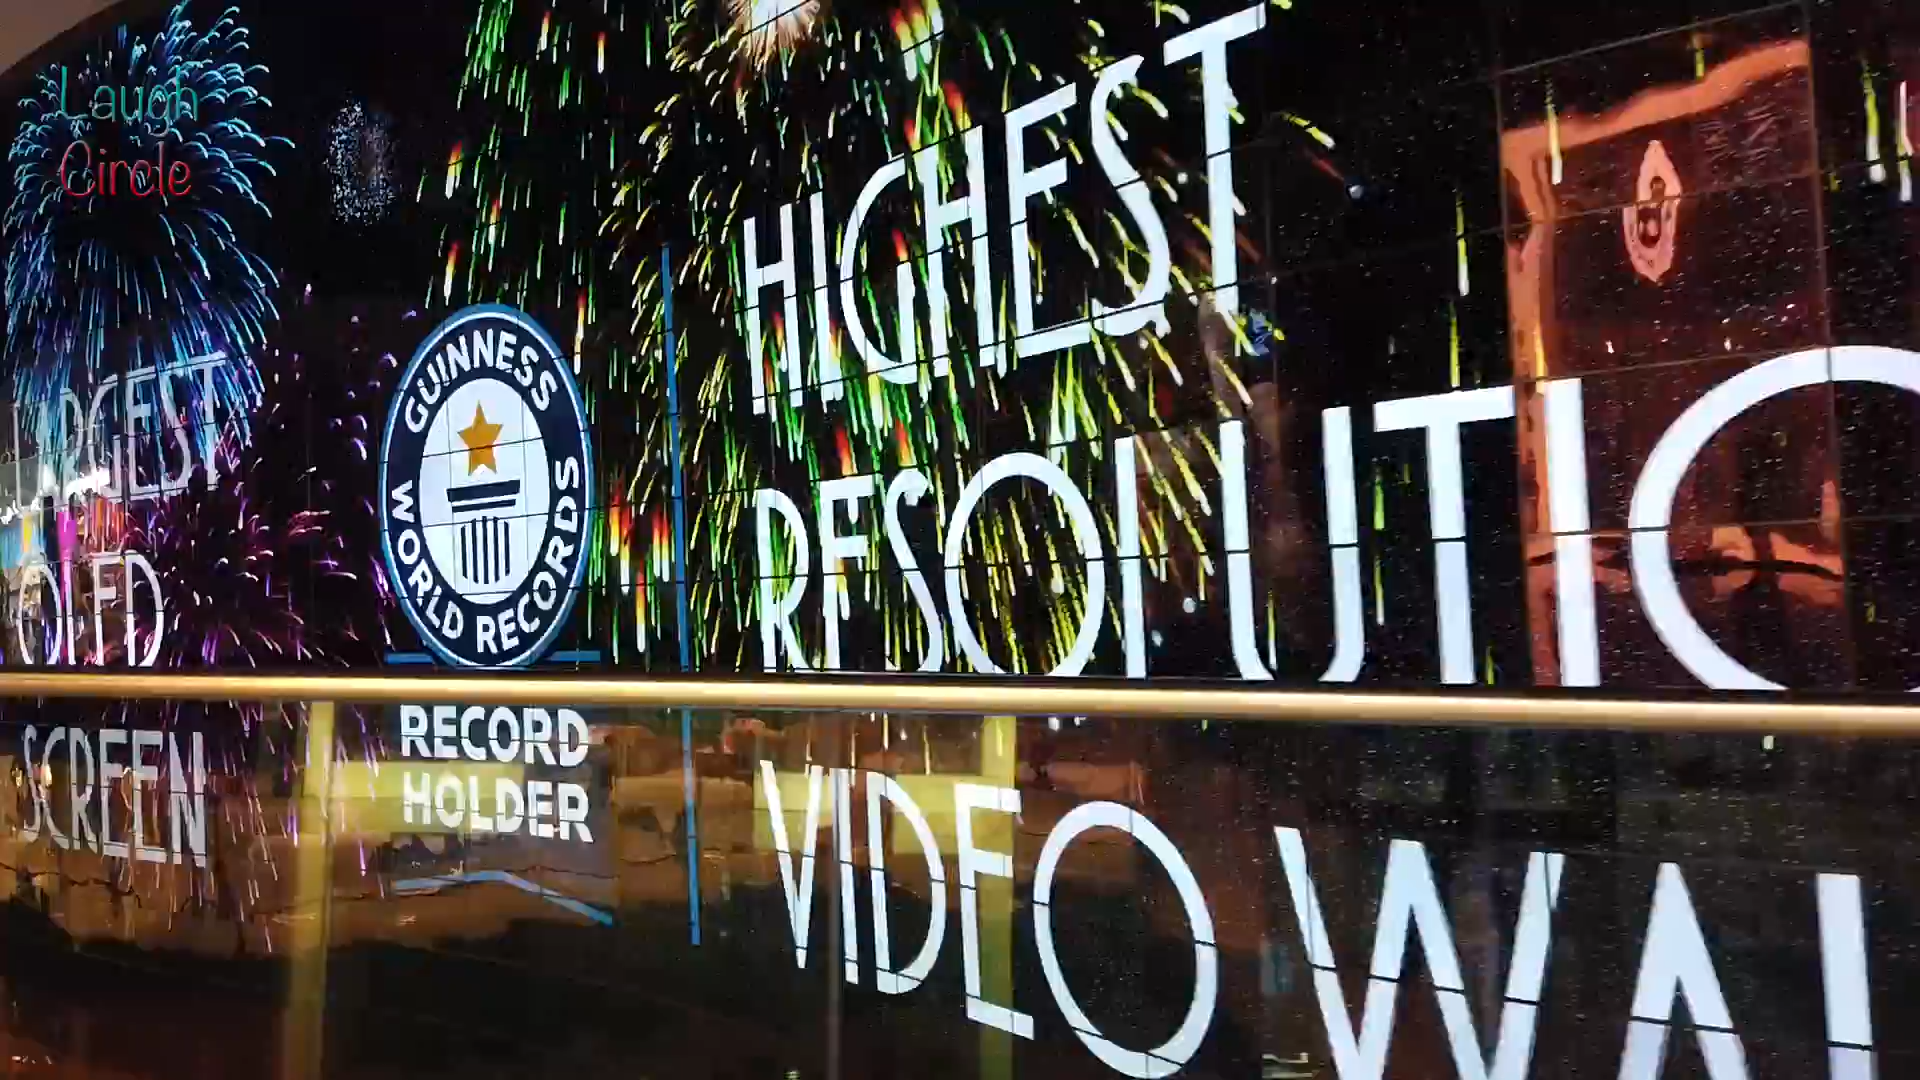 Laugh
Circle
LARGEST
OLED
SCREEN
GUINNESS
WORLD RECORDS
RECORD
HOLDER
HIGHEST
RESOLUTIO
VIDEO WAL